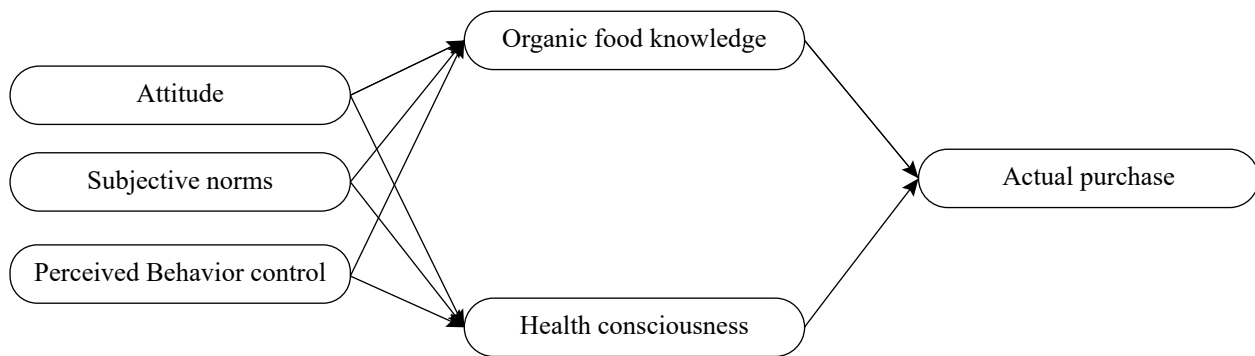 Organic food knowledge
Attitude
Subjective norms
Actual purchase
Perceived Behavior control
Health consciousness